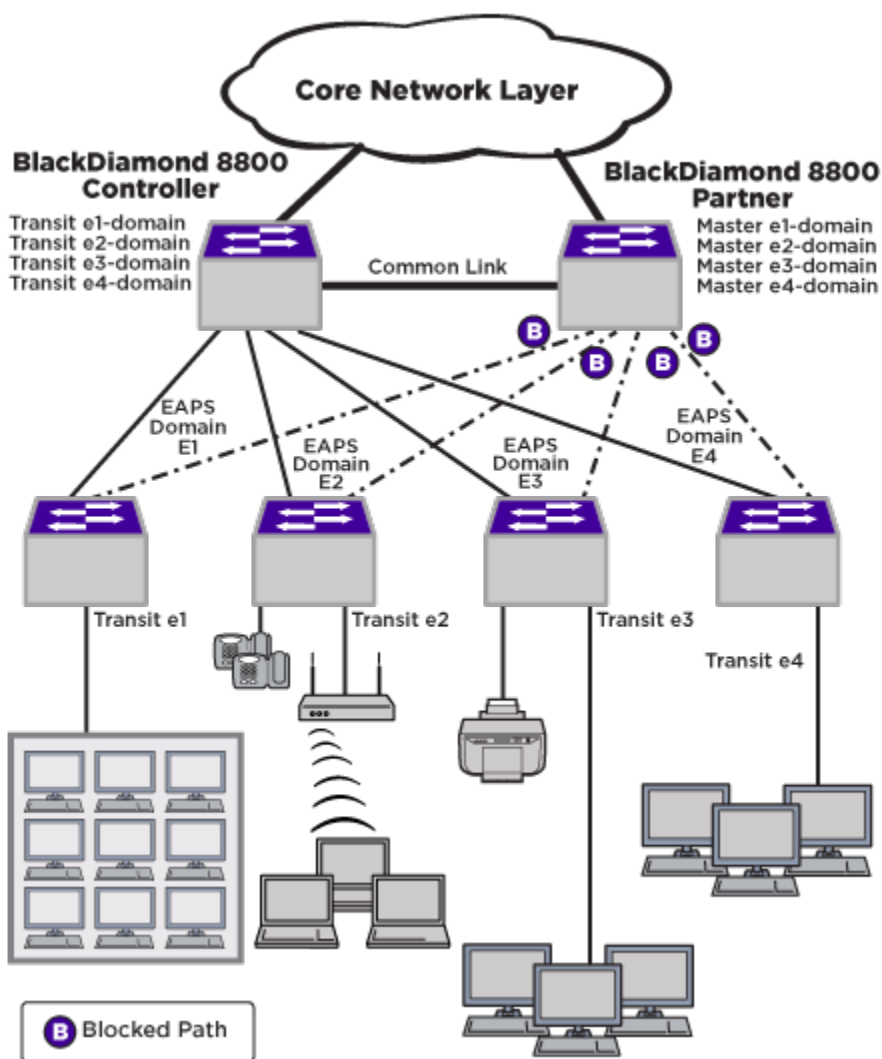 Core Network Layer
BlackDiamond 8800
Controller
Transit e1-domain
Transit e2-domain
Transit e3-domain
Transit e4-domain
BlackDiamond 8800
Partner
Master e1-domain
Master e2-domain
Master e3-domain
Master e4-domain
Common Link
B
B
B
B
EAPS
Domain
E1
EAPS
Domain
E2
EAPS
Domain
E3
EAPS
Domain
E4
Transit e1
Transit e2
Transit e3
Transit e4
B Blocked Path